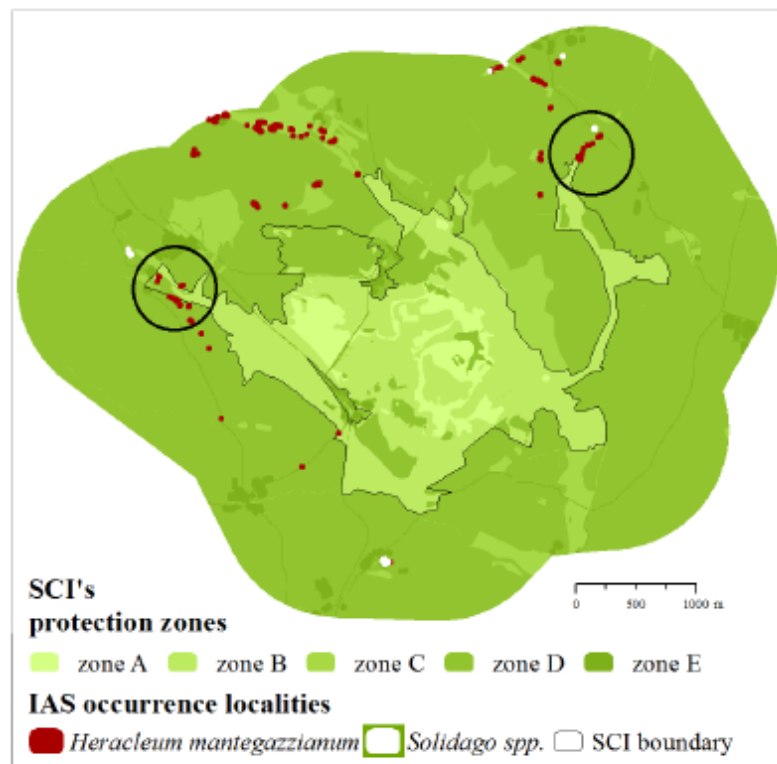 0 500 1000 m
SCI's
protection zones
zone A zone B zone C zone D zone E
IAS occurrence localities
Heracleum mantegazzianum Solidago spp. SCI boundary